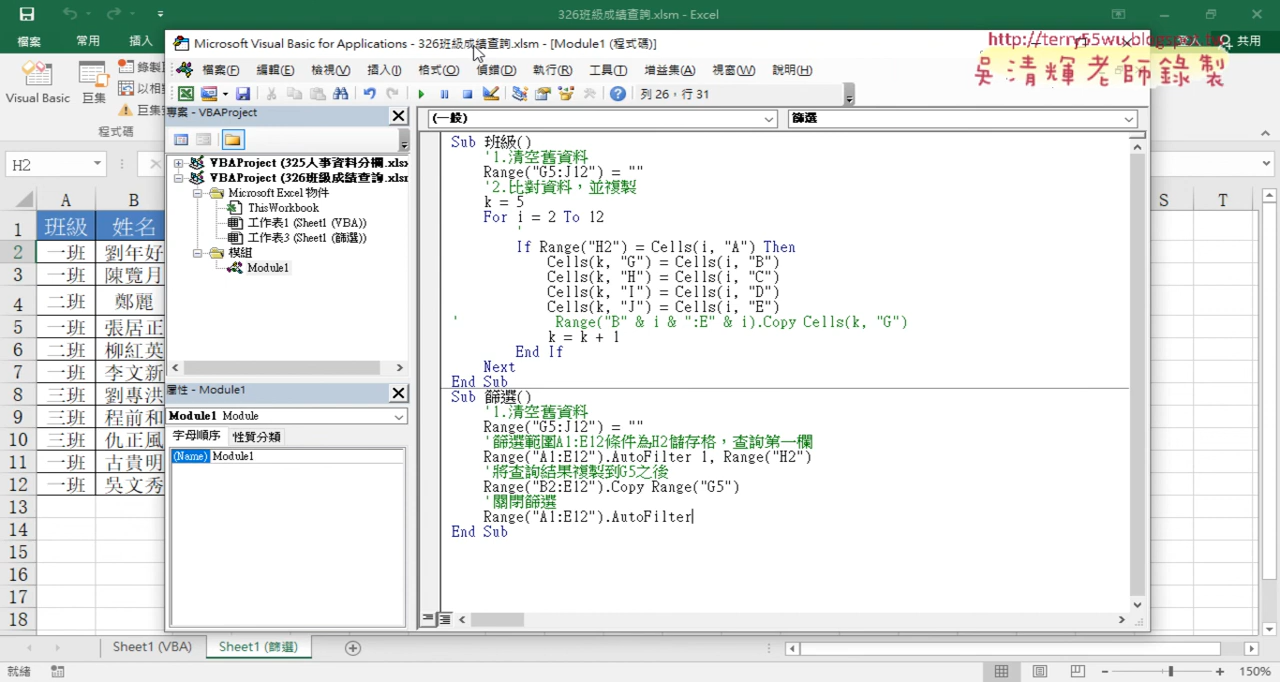 326班級成績查詢.xlsm - Excel
檔案 常用 插入 共用
http://terry55wu.blogspot.tw
吳清輝老師錄製
Visual Basic 巨集
程式碼
H2
A B S T
1 班級 姓名
2 一班 劉年好
3 一班 陳覽月
4 二班 鄭麗
5 一班 張居正
6 二班 柳紅英
7 一班 李文新
8 三班 劉專洪
9 三班 程前和
10 三班 仇正風
11 一班 古貴明
12 一班 吳文秀
13
14
15
16
17
18
Microsoft Visual Basic for Applications - 326班級成績查詢.xlsm - [Module1 (程式碼)]
檔案(F) 編輯(E) 檢視(V) 插入(I) 格式(O) 偵錯(D) 執行(R) 工具(T) 增益集(A) 視窗(W) 說明(H)
列 26，行 31
專案 - VBAProject
VBAProject (325人事資料分欄.xlsm
VBAProject (326班級成績查詢.xlsm
Microsoft Excel 物件
ThisWorkbook
工作表1 (Sheet1 (VBA))
工作表3 (Sheet1 (篩選))
模組
Module1
屬性 - Module1
Module1 Module
字母順序 性質分類
(Name) Module1
(一般) 篩選
Sub 班級()
'1.清空舊資料
Range("G5:J12") = ""
'2.比對資料，並複製
k = 5
For i = 2 To 12
'
If Range("H2") = Cells(i, "A") Then
Cells(k, "G") = Cells(i, "B")
Cells(k, "H") = Cells(i, "C")
Cells(k, "I") = Cells(i, "D")
Cells(k, "J") = Cells(i, "E")
' Range("B" & i & ":E" & i).Copy Cells(k, "G")
k = k + 1
End If
Next
End Sub
Sub 篩選()
'1.清空舊資料
Range("G5:J12") = ""
'篩選範圍A1:E12條件為H2儲存格，查詢第一欄
Range("A1:E12").AutoFilter 1, Range("H2")
'將查詢結果複製到G5之後
Range("B2:E12").Copy Range("G5")
'關閉篩選
Range("A1:E12").AutoFilter
End Sub
Sheet1 (VBA) Sheet1 (篩選)
就緒 150%